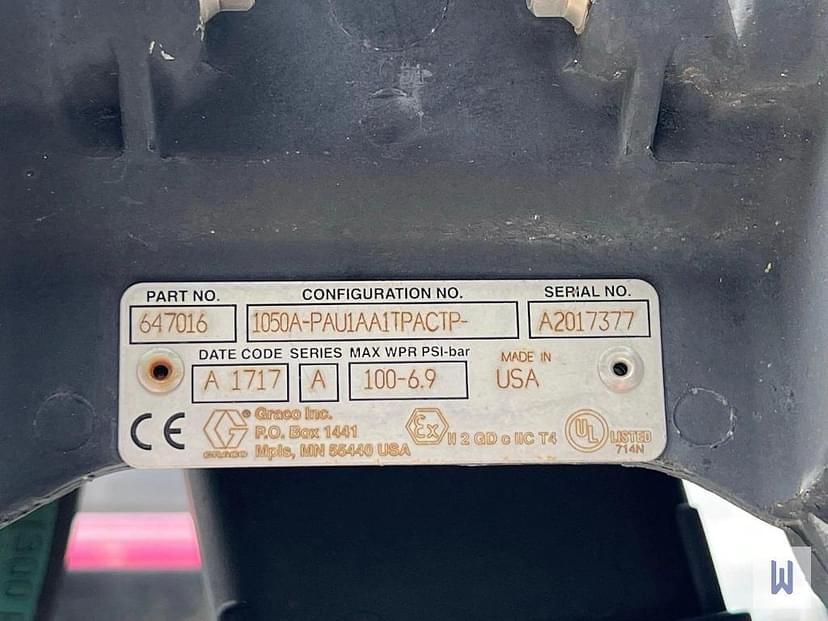 PART NO. CONFIGURATION NO. SERIAL NO.
647016 1050A-PAU1AA1TPACTP- A2017377
DATE CODE SERIES MAX WPR PSI-bar MADE IN
A 1717 A 100-6.9 USA
CE G ® Graco Inc. Ex II 2 GD c IIC T4 UL LISTED
P.O. Box 1441
GRACO Mpls, MN 55440 USA 714N
W